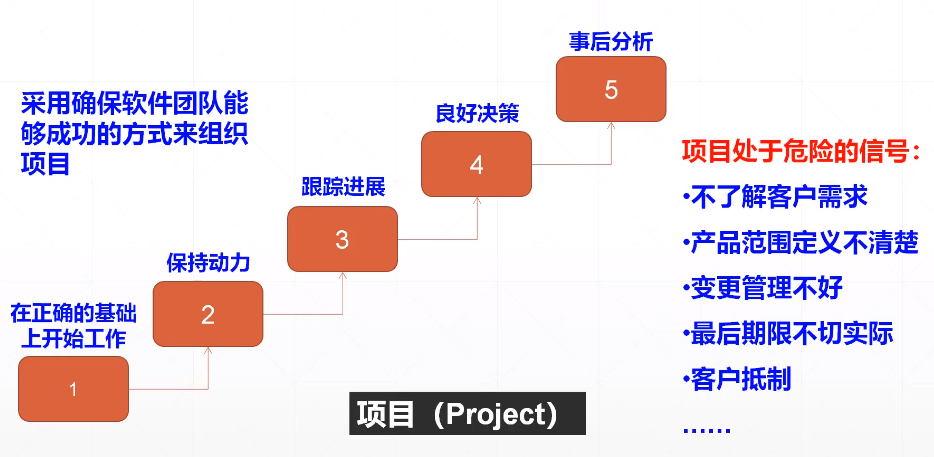 采用确保软件团队能
够成功的方式来组织
项目
在正确的基础
上开始工作
1
保持动力
2
跟踪进展
3
良好决策
4
事后分析
5
项目处于危险的信号：
•不了解客户需求
•产品范围定义不清楚
•变更管理不好
•最后期限不切实际
•客户抵制
……
项目（Project）